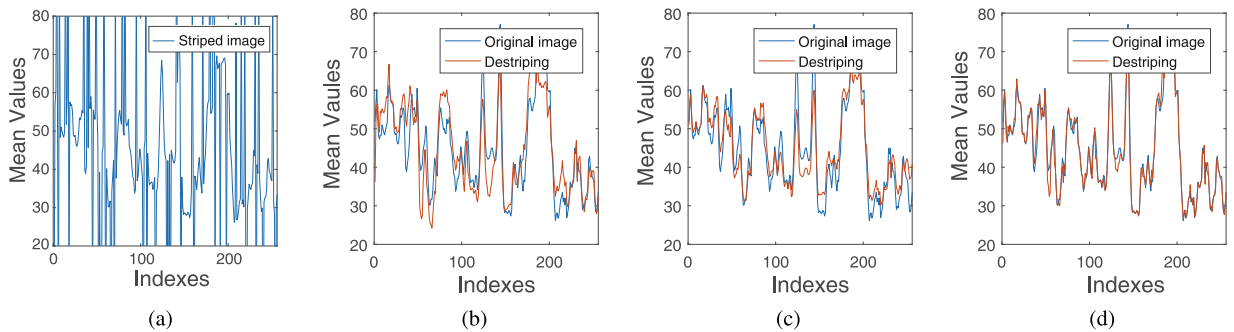 80
70
60
50
40
30
20
0
100
200
Mean Values
Indexes
Striped image
(a)
80
70
60
50
40
30
20
0
100
200
Mean Vaules
Indexes
Original image
Destriping
(b)
80
70
60
50
40
30
20
0
100
200
Mean Vaules
Indexes
Original image
Destriping
(c)
80
70
60
50
40
30
20
0
100
200
Mean Vaules
Indexes
Original image
Destriping
(d)